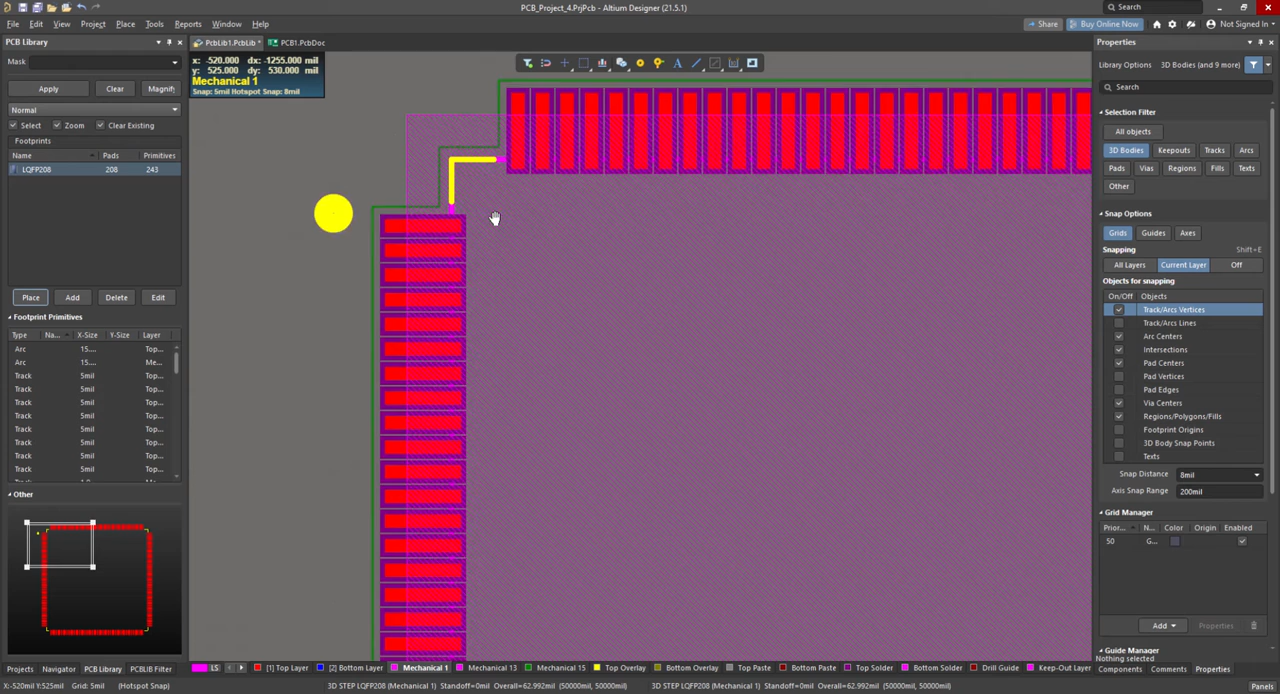 PCB_Project_4.PrjPcb - Altium Designer (21.5.1)
Search
File Edit View Project Place Tools Reports Window Help
Share Buy Online Now Not Signed In
PCB Library
PcbLib1.PcbLib * PCB1.PcbDoc
Properties
Mask
x: -520.000 dx: -1255.000 mil
y: 525.000 dy: 530.000 mil
Mechanical 1
Snap: 5mil Hotspot Snap: 8mil
Library Options 3D Bodies (and 9 more)
Apply Clear Magnify
Search
Normal
Select Zoom Clear Existing
Selection Filter
Footprints
All objects
Name Pads Primitives
3D Bodies Keepouts Tracks Arcs
LQFP208 208 243
Pads Vias Regions Fills Texts
Other
Snap Options
Grids Guides Axes
Snapping Shift+E
All Layers Current Layer Off
Objects for snapping
Place Add Delete Edit
On/Off Objects
Track/Arcs Vertices
Footprint Primitives
Track/Arcs Lines
Type Na... X-Size Y-Size Layer
Arc Centers
Arc 15.... Top...
Intersections
Arc 15.... Me...
Pad Centers
Track 5mil Top...
Pad Vertices
Track 5mil Top...
Pad Edges
Track 5mil Top...
Via Centers
Track 5mil Top...
Regions/Polygons/Fills
Track 5mil Top...
Footprint Origins
Track 5mil Top...
3D Body Snap Points
Track 5mil Top...
Texts
Track 5mil Top...
Snap Distance 8mil
Other
Axis Snap Range 200mil
Grid Manager
Prior... N... Color Origin Enabled
50 G...
Add Properties
Guide Manager
Nothing selected
Projects Navigator PCB Library PCBLIB Filter
LS [1] Top Layer [2] Bottom Layer Mechanical 1 Mechanical 13 Mechanical 15 Top Overlay Bottom Overlay Top Paste Bottom Paste Top Solder Bottom Solder Drill Guide Keep-Out Layer
Components Comments Properties
X:-520mil Y:525mil Grid: 5mil (Hotspot Snap) 3D STEP LQFP208 (Mechanical 1) Standoff=0mil Overall=62.992mil (50000mil, 50000mil) 3D STEP LQFP208 (Mechanical 1) Standoff=0mil Overall=62.992mil (50000mil, 50000mil) Panels